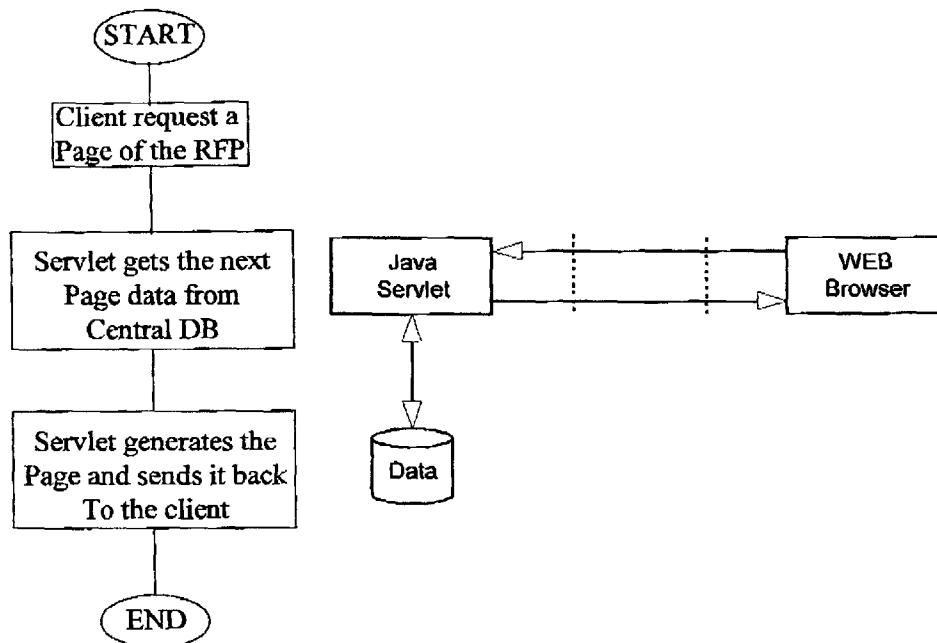 START
Client request a
Page of the RFP
Servlet gets the next
Page data from
Central DB
Servlet generates the
Page and sends it back
To the client
END
Java
Servlet
WEB
Browser
Data